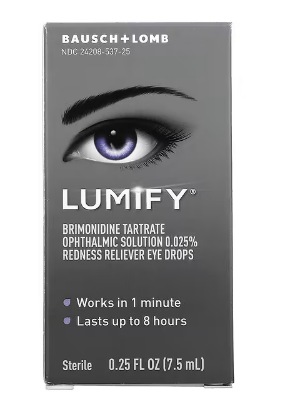 BAUSCH+LOMB
NDC 24208-537-25
LUMIFY®
BRIMONIDINE TARTRATE
OPHTHALMIC SOLUTION 0.025%
REDNESS RELIEVER EYE DROPS
Works in 1 minute
Lasts up to 8 hours
Sterile 0.25 FL OZ (7.5 mL)